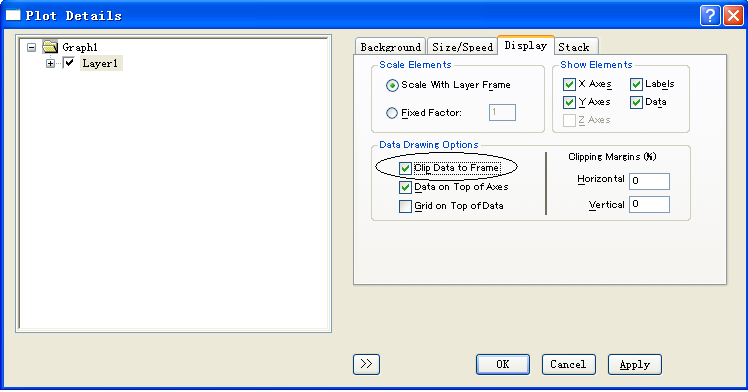 Plot Details
Graph1
Layer1
Background Size/Speed Display Stack
Scale Elements
Scale With Layer Frame
Fixed Factor: 1
Show Elements
X Axes Labels
Y Axes Data
Z Axes
Data Drawing Options
Clip Data to Frame
Data on Top of Axes
Grid on Top of Data
Clipping Margins (%)
Horizontal 0
Vertical 0
>> OK Cancel Apply